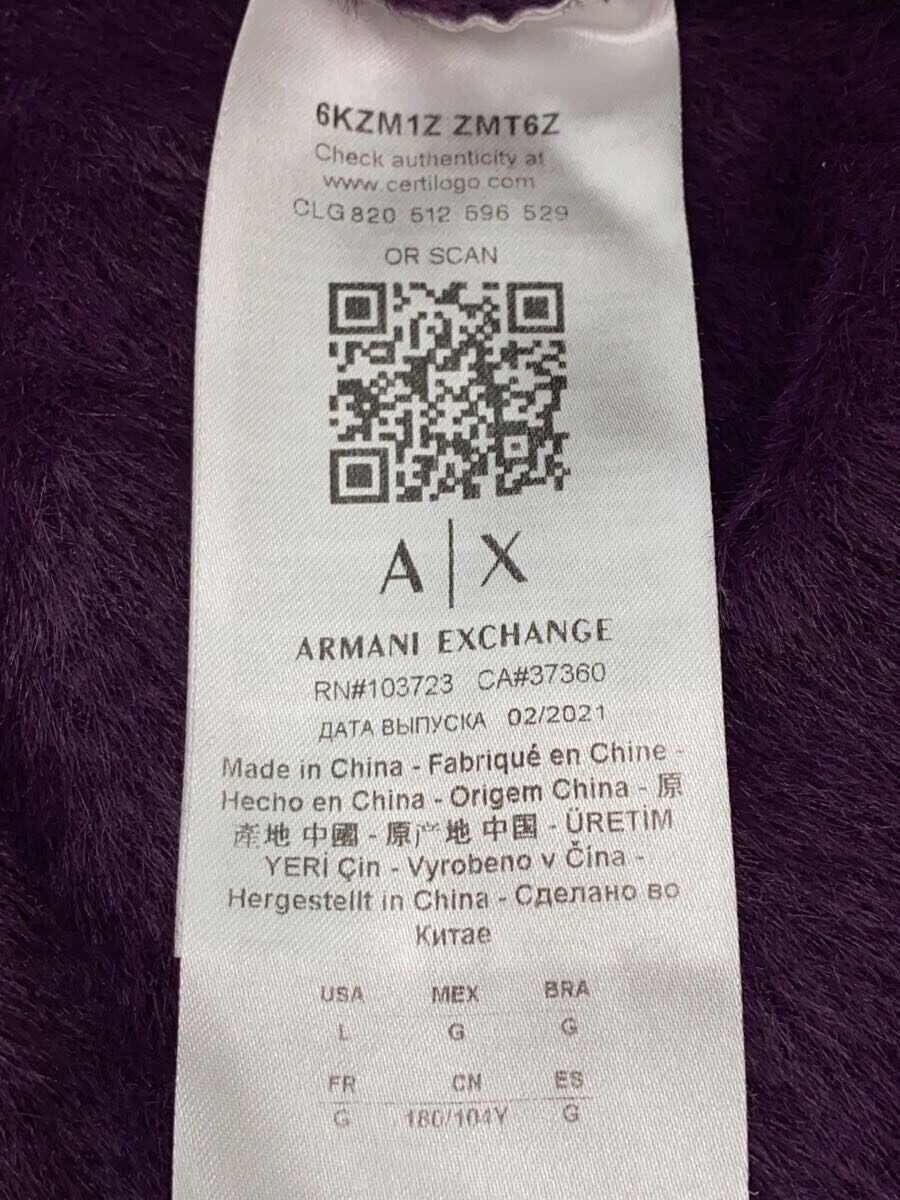 6KZM1Z ZMT6Z
Check authenticity at
www.certilogo.com
CLG 820 512 596 529
OR SCAN
A|X
ARMANI EXCHANGE
RN#103723 CA#37360
ДАТА ВЫПУСКА 02/2021
Made in China - Fabriqué en Chine -
Hecho en China - Origem China - 原
產地 中國 - 原产地 中国 - ÜRETİM
YERİ Çin - Vyrobeno v Čína -
Hergestellt in China - Сделано во
Китае
USA MEX BRA
L G G
FR CN ES
G 180/104Y G